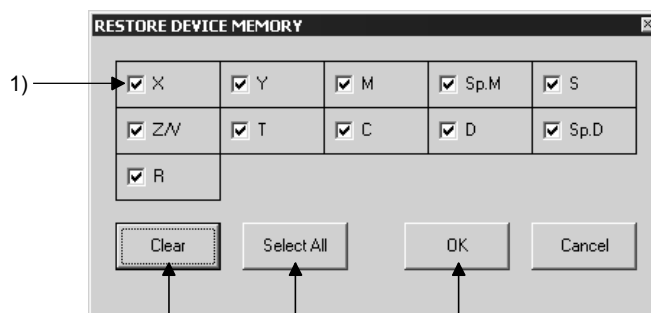 RESTORE DEVICE MEMORY
1)
X Y M Sp.M S
Z/V T C D Sp.D
R
Clear Select All OK Cancel